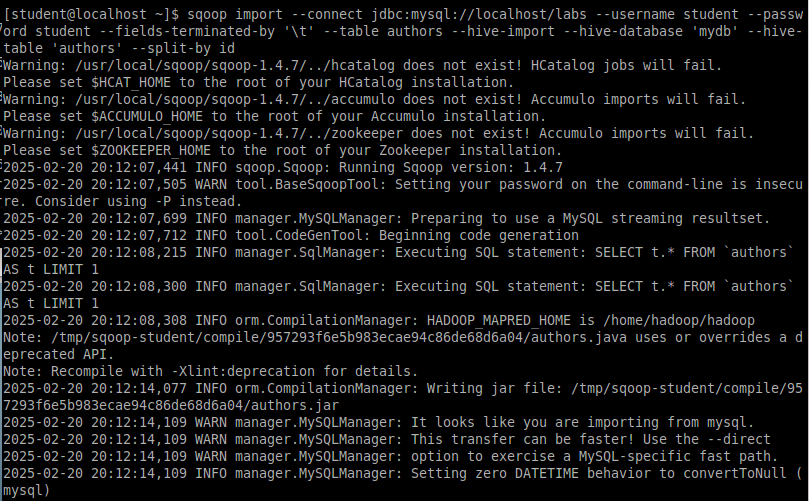 [student@localhost ~]$ sqoop import --connect jdbc:mysql://localhost/labs --username student --passw
ord student --fields-terminated-by '\t' --table authors --hive-import --hive-database 'mydb' --hive-
table 'authors' --split-by id
Warning: /usr/local/sqoop/sqoop-1.4.7/../hcatalog does not exist! HCatalog jobs will fail.
Please set $HCAT_HOME to the root of your HCatalog installation.
Warning: /usr/local/sqoop/sqoop-1.4.7/../accumulo does not exist! Accumulo imports will fail.
Please set $ACCUMULO_HOME to the root of your Accumulo installation.
Warning: /usr/local/sqoop/sqoop-1.4.7/../zookeeper does not exist! Accumulo imports will fail.
Please set $ZOOKEEPER_HOME to the root of your Zookeeper installation.
2025-02-20 20:12:07,441 INFO sqoop.Sqoop: Running Sqoop version: 1.4.7
2025-02-20 20:12:07,505 WARN tool.BaseSqoopTool: Setting your password on the command-line is insecu
re. Consider using -P instead.
2025-02-20 20:12:07,699 INFO manager.MySQLManager: Preparing to use a MySQL streaming resultset.
2025-02-20 20:12:07,712 INFO tool.CodeGenTool: Beginning code generation
2025-02-20 20:12:08,215 INFO manager.SqlManager: Executing SQL statement: SELECT t.* FROM `authors`
AS t LIMIT 1
2025-02-20 20:12:08,300 INFO manager.SqlManager: Executing SQL statement: SELECT t.* FROM `authors`
AS t LIMIT 1
2025-02-20 20:12:08,308 INFO orm.CompilationManager: HADOOP_MAPRED_HOME is /home/hadoop/hadoop
Note: /tmp/sqoop-student/compile/957293f6e5b983ecae94c86de68d6a04/authors.java uses or overrides a d
eprecated API.
Note: Recompile with -Xlint:deprecation for details.
2025-02-20 20:12:14,077 INFO orm.CompilationManager: Writing jar file: /tmp/sqoop-student/compile/95
7293f6e5b983ecae94c86de68d6a04/authors.jar
2025-02-20 20:12:14,109 WARN manager.MySQLManager: It looks like you are importing from mysql.
2025-02-20 20:12:14,109 WARN manager.MySQLManager: This transfer can be faster! Use the --direct
2025-02-20 20:12:14,109 WARN manager.MySQLManager: option to exercise a MySQL-specific fast path.
2025-02-20 20:12:14,109 INFO manager.MySQLManager: Setting zero DATETIME behavior to convertToNull (
mysql)